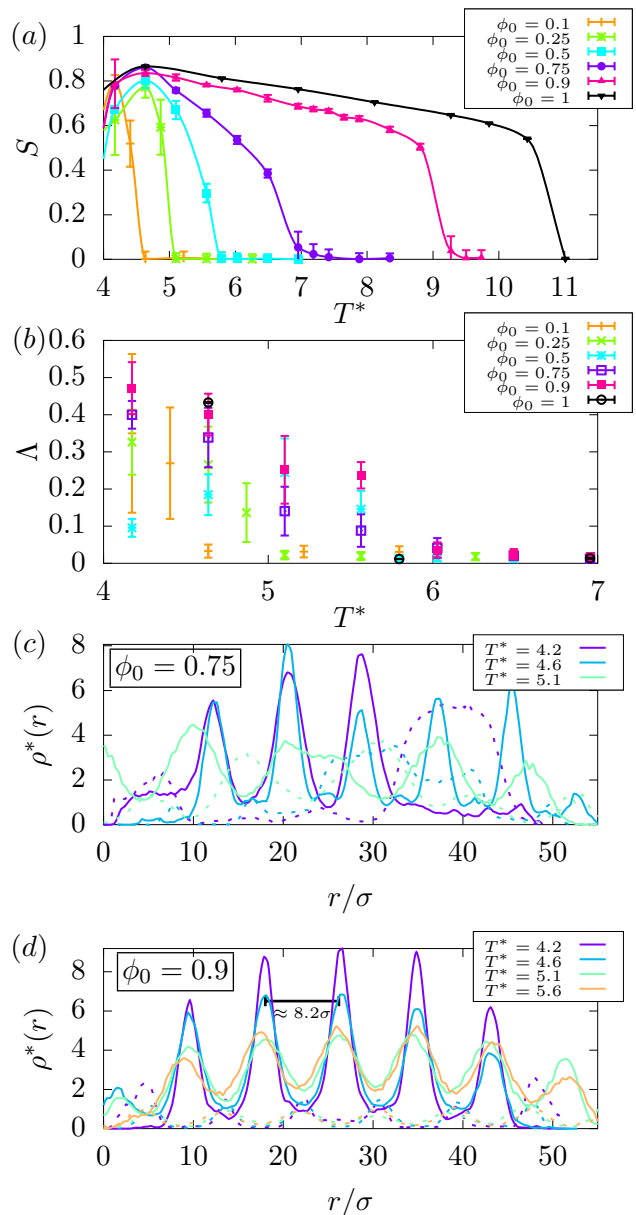 (a)
1
0.8
0.6
0.4
0.2
0
S
4 5 6 7 8 9 10 11
T*
ϕ₀ = 0.1
ϕ₀ = 0.25
ϕ₀ = 0.5
ϕ₀ = 0.75
ϕ₀ = 0.9
ϕ₀ = 1
(b)
0.6
0.5
0.4
0.3
0.2
0.1
0
Λ
4 5 6 7
T*
ϕ₀ = 0.1
ϕ₀ = 0.25
ϕ₀ = 0.5
ϕ₀ = 0.75
ϕ₀ = 0.9
ϕ₀ = 1
(c)
ϕ₀ = 0.75
8
6
4
2
0
ρ*(r)
0 10 20 30 40 50
r/σ
T* = 4.2
T* = 4.6
T* = 5.1
(d)
ϕ₀ = 0.9
8
6
4
2
0
ρ*(r)
≈ 8.2σ
0 10 20 30 40 50
r/σ
T* = 4.2
T* = 4.6
T* = 5.1
T* = 5.6